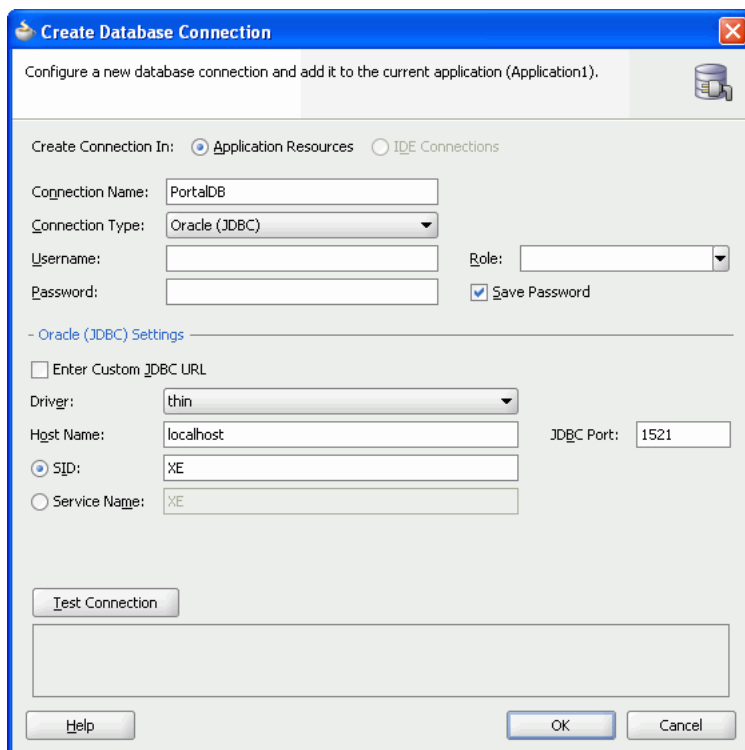 Create Database Connection
Configure a new database connection and add it to the current application (Application1).
Create Connection In: Application Resources IDE Connections
Connection Name: PortalDB
Connection Type: Oracle (JDBC)
Username: Role:
Password: Save Password
Oracle (JDBC) Settings
Enter Custom JDBC URL
Driver: thin
Host Name: localhost JDBC Port: 1521
SID: XE
Service Name: XE
Test Connection
Help OK Cancel